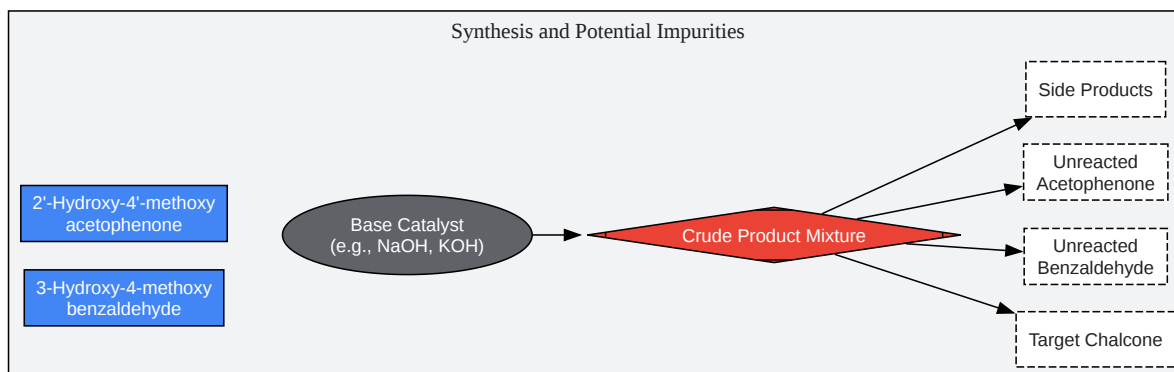 Synthesis and Potential Impurities
2'-Hydroxy-4'-methoxy
acetophenone
3-Hydroxy-4-methoxy
benzaldehyde
Base Catalyst
(e.g., NaOH, KOH)
Crude Product Mixture
Side Products
Unreacted
Acetophenone
Unreacted
Benzaldehyde
Target Chalcone